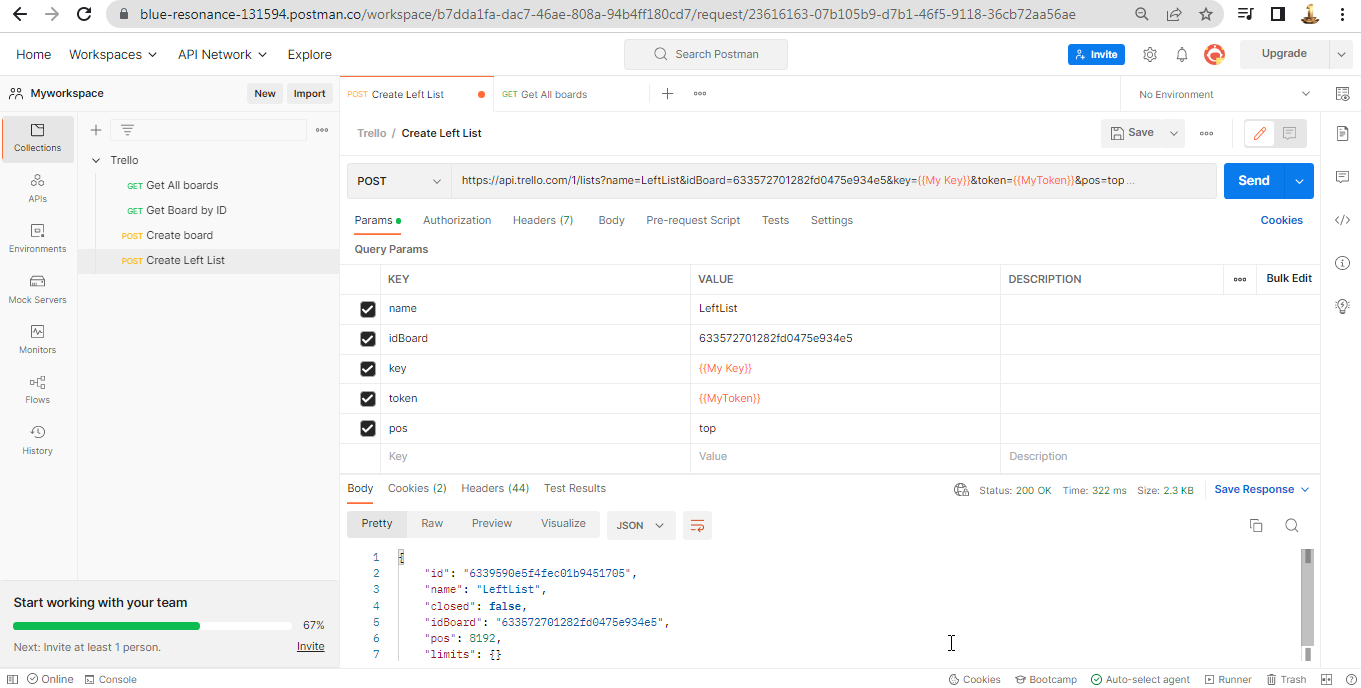 blue-resonance-131594.postman.co/workspace/b7dda1fa-dac7-46ae-808a-94b4ff180cd7/request/23616163-07b105b9-d7b1-46f5-9118-36cb72aa56ae
Home Workspaces API Network Explore Search Postman Invite Upgrade
Myworkspace New Import POST Create Left List GET Get All boards No Environment
Collections
APIs
Environments
Mock Servers
Monitors
Flows
History
Trello
GET Get All boards
GET Get Board by ID
POST Create board
POST Create Left List
Trello / Create Left List Save
POST https://api.trello.com/1/lists?name=LeftList&idBoard=633572701282fd0475e934e5&key={{My Key}}&token={{MyToken}}&pos=top ... Send
Params Authorization Headers (7) Body Pre-request Script Tests Settings Cookies
Query Params
KEY VALUE DESCRIPTION Bulk Edit
name LeftList
idBoard 633572701282fd0475e934e5
key {{My Key}}
token {{MyToken}}
pos top
Key Value Description
Body Cookies (2) Headers (44) Test Results Status: 200 OK Time: 322 ms Size: 2.3 KB Save Response
Pretty Raw Preview Visualize JSON
1 {
2 "id": "6339590e5f4fec01b9451705",
3 "name": "LeftList",
4 "closed": false,
5 "idBoard": "633572701282fd0475e934e5",
6 "pos": 8192,
7 "limits": {}
Start working with your team
67%
Next: Invite at least 1 person. Invite
Online Console Cookies Bootcamp Auto-select agent Runner Trash